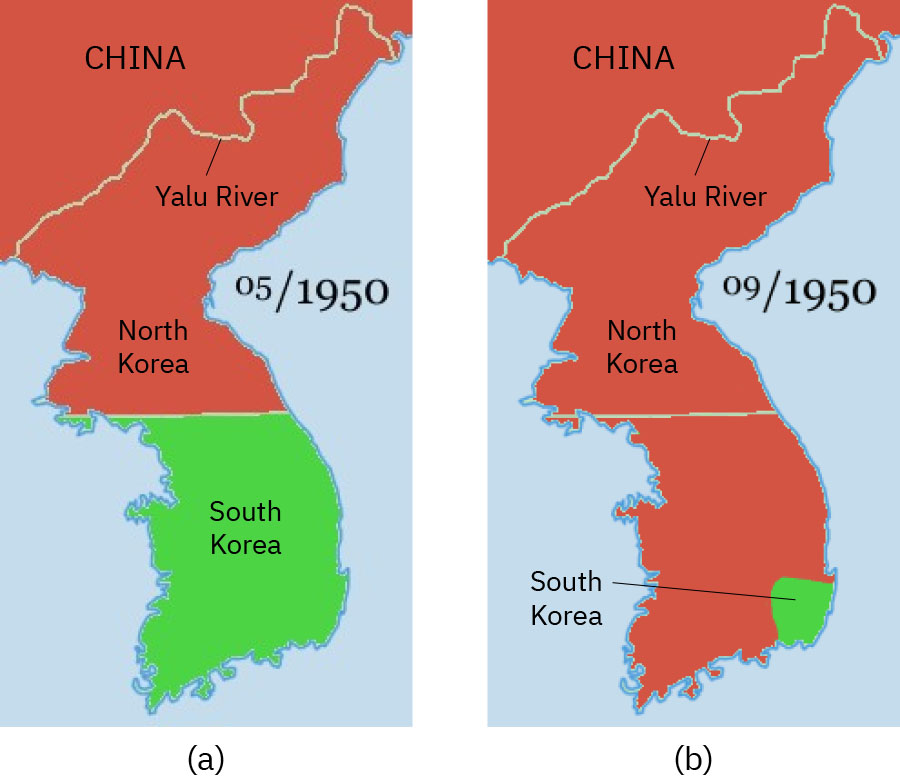 CHINA
Yalu River
05/1950
North
Korea
South
Korea
(a)
CHINA
Yalu River
09/1950
North
Korea
South
Korea
(b)